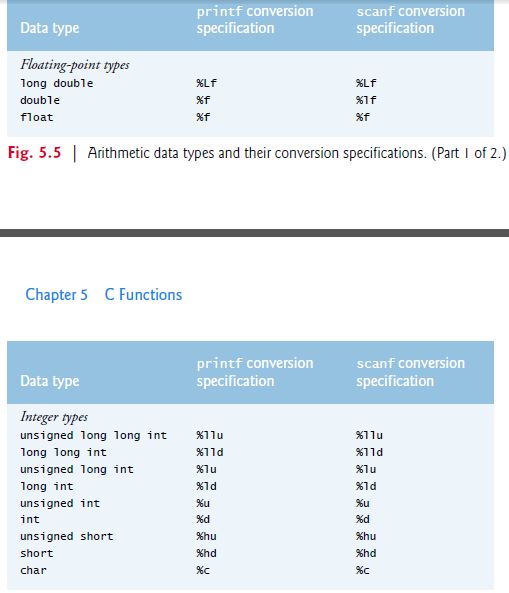 printf conversion scanf conversion
Data type specification specification
Floating-point types
long double %Lf %Lf
double %f %lf
float %f %f
Fig. 5.5 | Arithmetic data types and their conversion specifications. (Part 1 of 2.)
Chapter 5 C Functions
printf conversion scanf conversion
Data type specification specification
Integer types
unsigned long long int %llu %llu
long long int %lld %lld
unsigned long int %lu %lu
long int %ld %ld
unsigned int %u %u
int %d %d
unsigned short %hu %hu
short %hd %hd
char %c %c